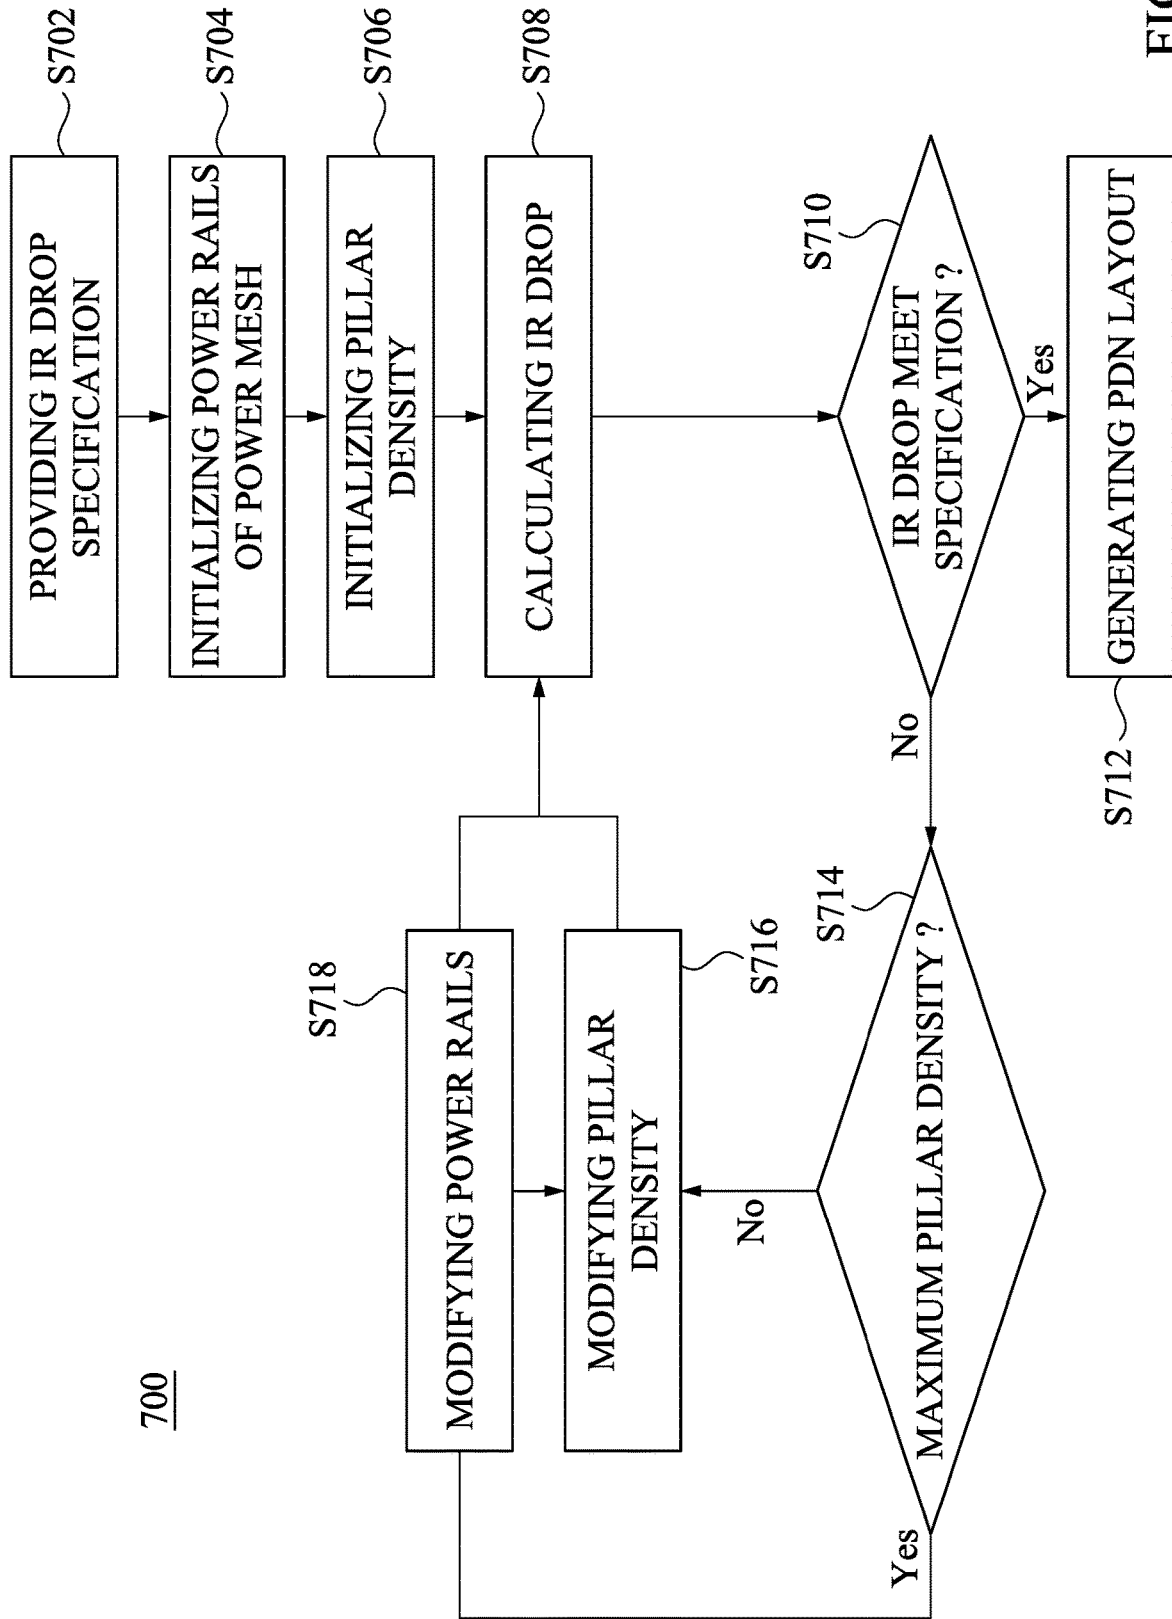 700
PROVIDING IR DROP
SPECIFICATION
S702
INITIALIZING POWER RAILS
OF POWER MESH
S704
INITIALIZING PILLAR
DENSITY
S706
CALCULATING IR DROP
S708
IR DROP MEET
SPECIFICATION ?
S710
Yes
No
GENERATING PDN LAYOUT
S712
MAXIMUM PILLAR DENSITY ?
S714
No
Yes
MODIFYING PILLAR
DENSITY
S716
MODIFYING POWER RAILS
S718